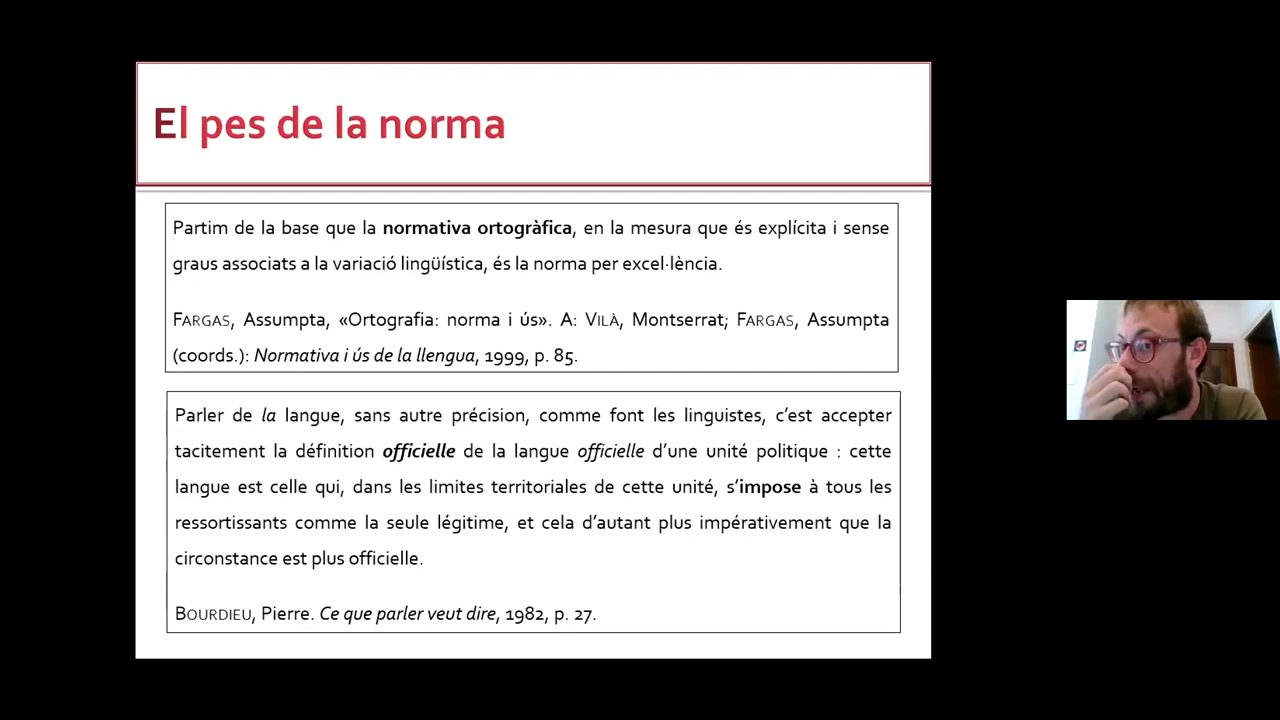 El pes de la norma
Partim de la base que la normativa ortogràfica, en la mesura que és explícita i sense
graus associats a la variació lingüística, és la norma per excel·lència.
FARGAS, Assumpta, «Ortografia: norma i ús». A: VILÀ, Montserrat; FARGAS, Assumpta
(coords.): Normativa i ús de la llengua, 1999, p. 85.
Parler de la langue, sans autre précision, comme font les linguistes, c’est accepter
tacitement la définition officielle de la langue officielle d’une unité politique : cette
langue est celle qui, dans les limites territoriales de cette unité, s’impose à tous les
ressortissants comme la seule légitime, et cela d’autant plus impérativement que la
circonstance est plus officielle.
BOURDIEU, Pierre. Ce que parler veut dire, 1982, p. 27.